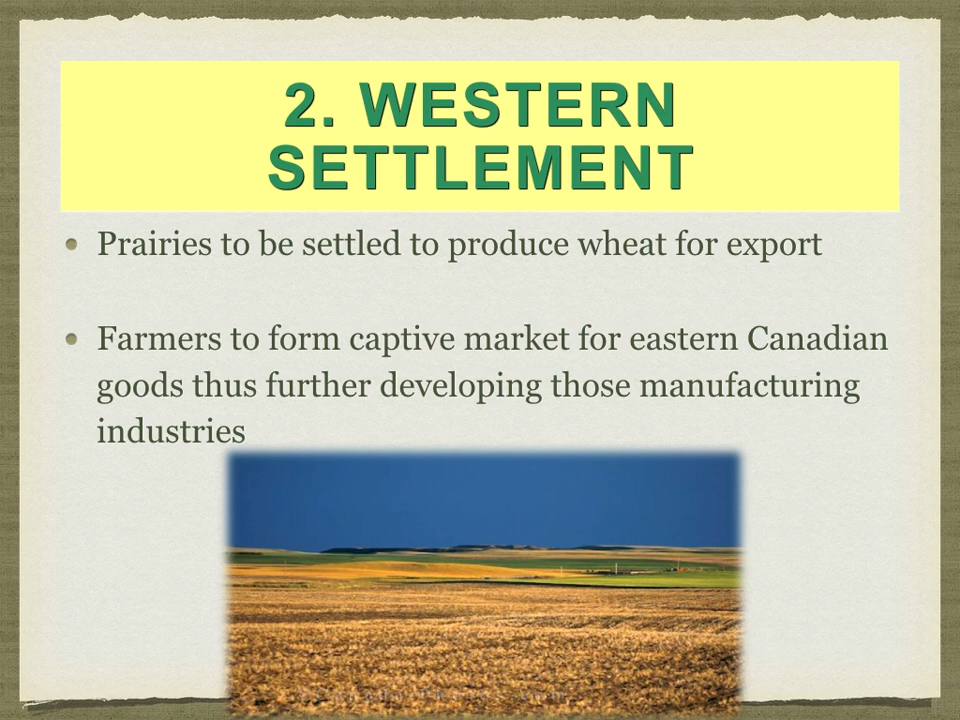 2. WESTERN
SETTLEMENT
Prairies to be settled to produce wheat for export
Farmers to form captive market for eastern Canadian
goods thus further developing those manufacturing
industries